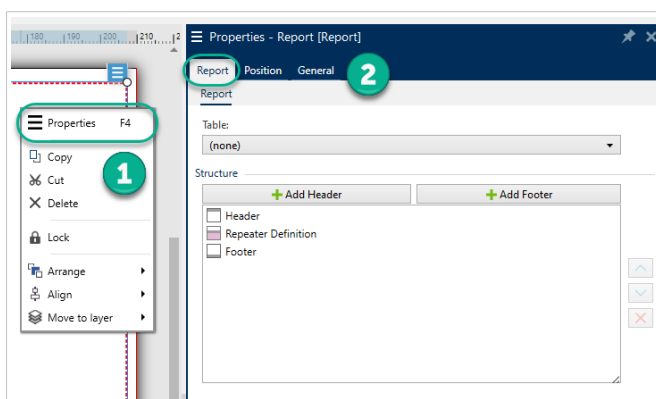 180 190 200 210 2
Properties - Report [Report]
Report Position General
2
Report
Properties F4
Table:
(none)
Copy
1
Cut
Structure
Delete
Add Header Add Footer
Header
Lock
Repeater Definition
Footer
Arrange
Align
Move to layer